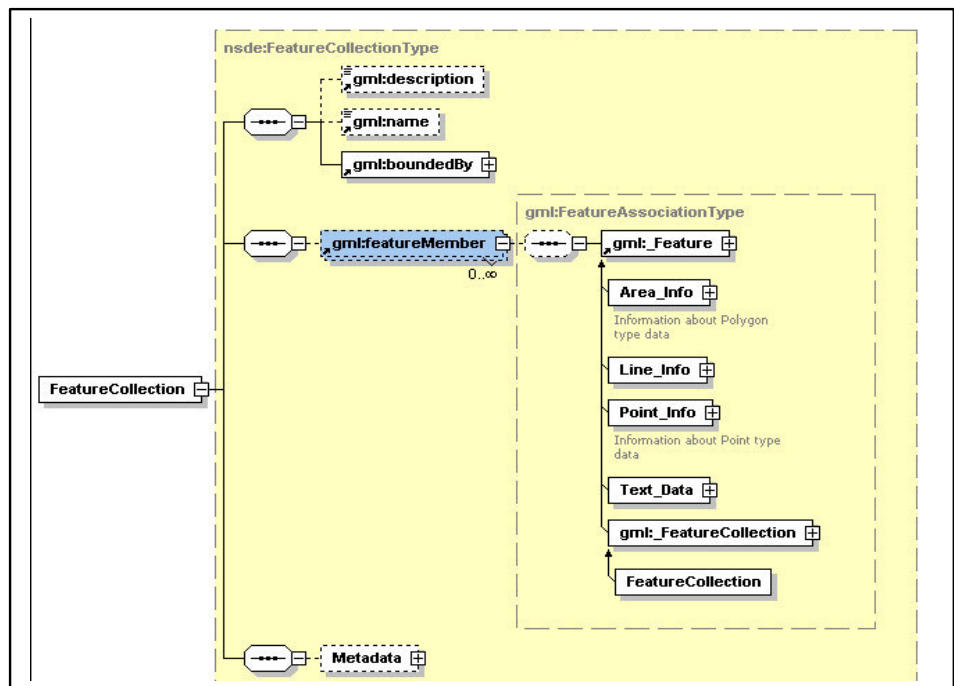 nsde:FeatureCollectionType
gml:description
gml:name
gml:boundedBy
gml:FeatureAssociationType
gml:featureMember
0..∞
gml:_Feature
Area_Info
Information about Polygon
type data
Line_Info
FeatureCollection
Point_Info
Information about Point type
data
Text_Data
gml:_FeatureCollection
FeatureCollection
Metadata